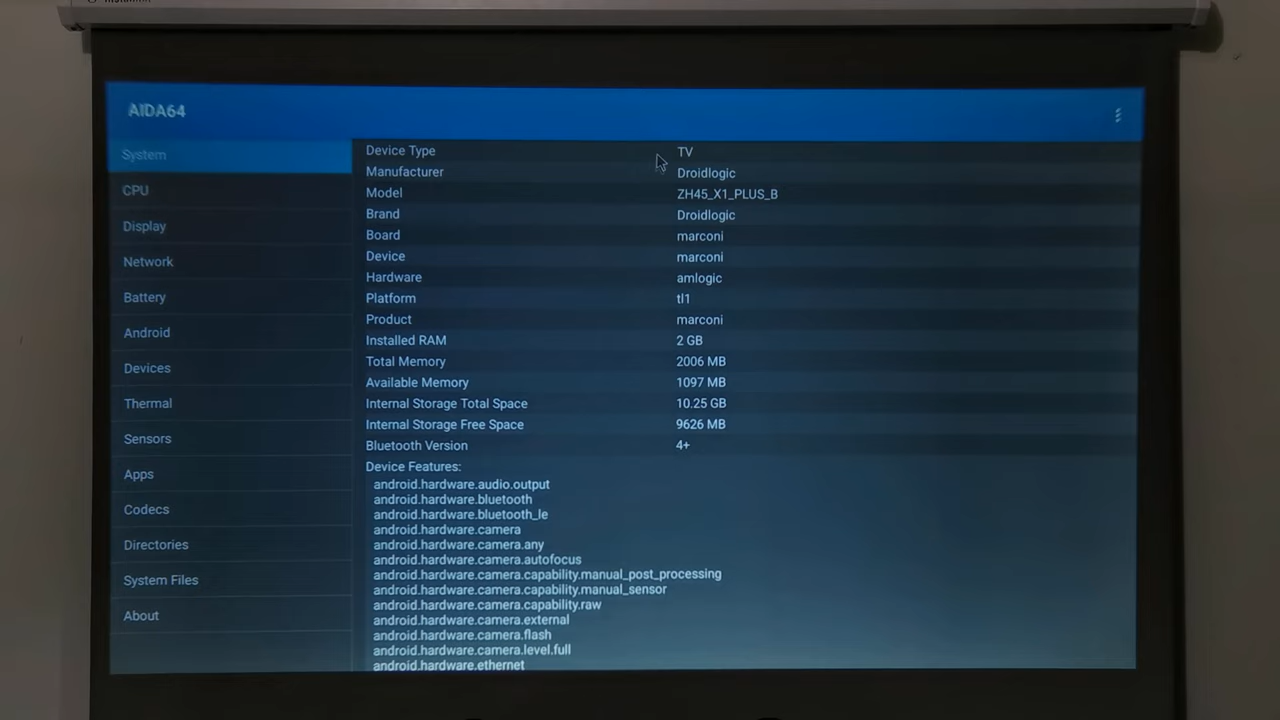 AIDA64
System
CPU
Display
Network
Battery
Android
Devices
Thermal
Sensors
Apps
Codecs
Directories
System Files
About
Device Type TV
Manufacturer Droidlogic
Model ZH45_X1_PLUS_B
Brand Droidlogic
Board marconi
Device marconi
Hardware amlogic
Platform tl1
Product marconi
Installed RAM 2 GB
Total Memory 2006 MB
Available Memory 1097 MB
Internal Storage Total Space 10.25 GB
Internal Storage Free Space 9626 MB
Bluetooth Version 4+
Device Features:
android.hardware.audio.output
android.hardware.bluetooth
android.hardware.bluetooth_le
android.hardware.camera
android.hardware.camera.any
android.hardware.camera.autofocus
android.hardware.camera.capability.manual_post_processing
android.hardware.camera.capability.manual_sensor
android.hardware.camera.capability.raw
android.hardware.camera.external
android.hardware.camera.flash
android.hardware.camera.level.full
android.hardware.ethernet